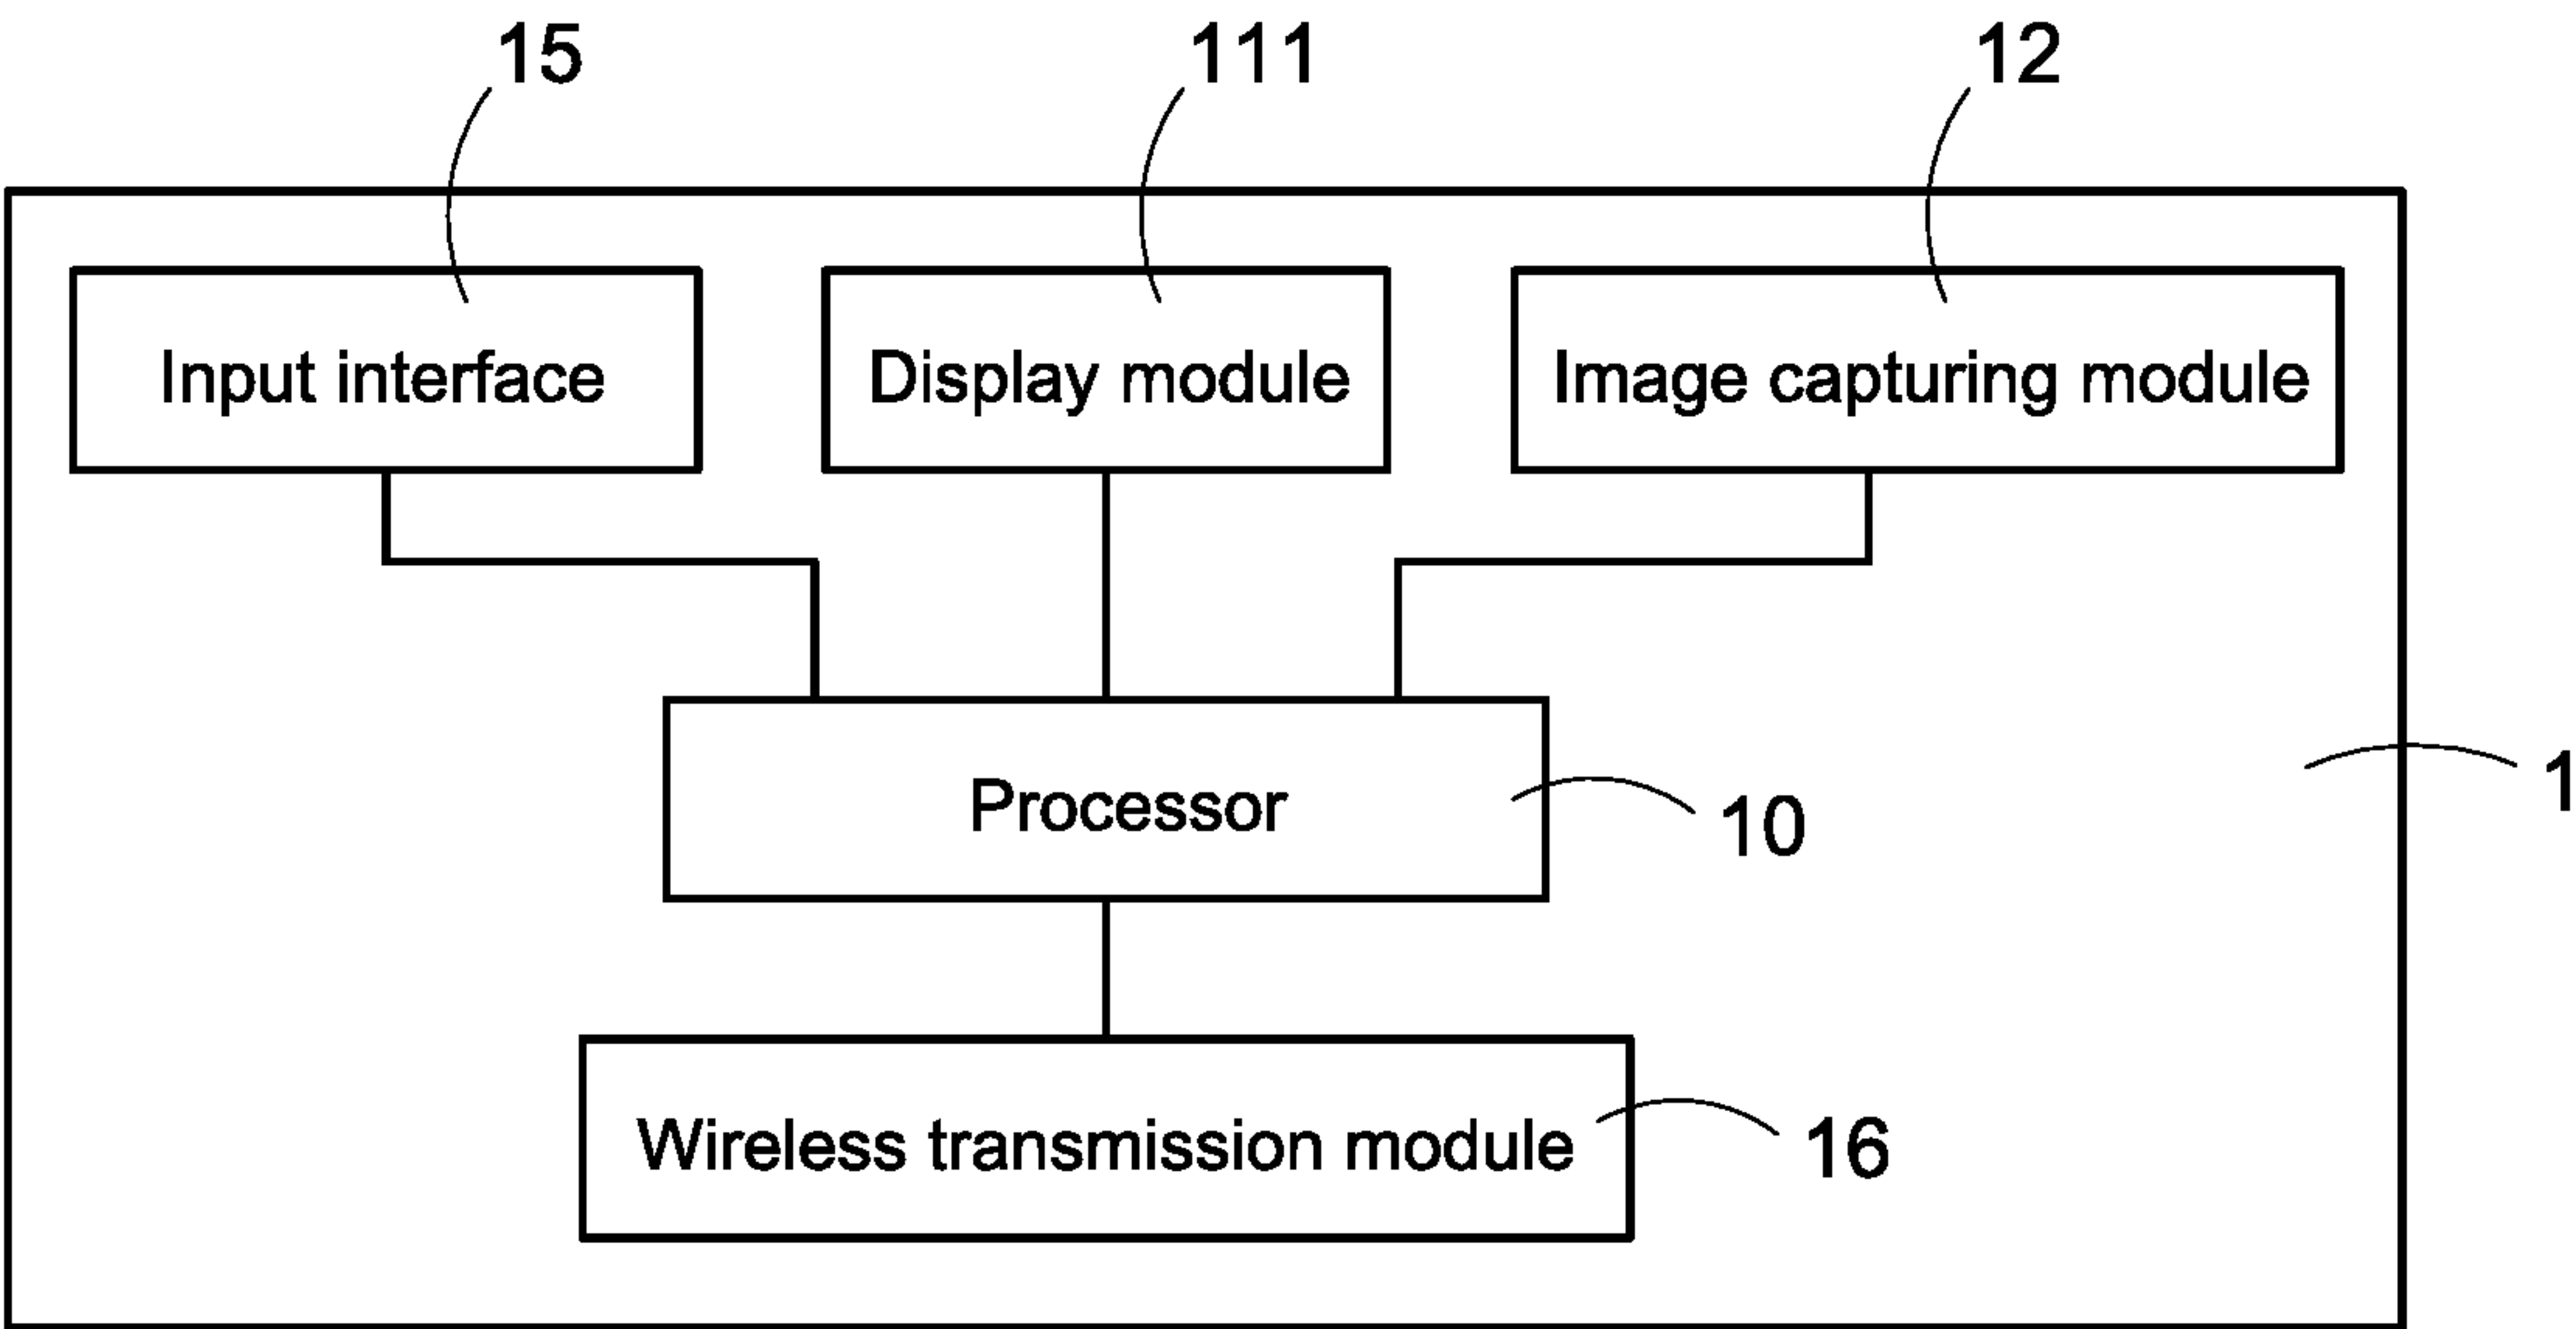 15
111
12
Input interface
Display module
Image capturing module
Processor
10
1
Wireless transmission module
16